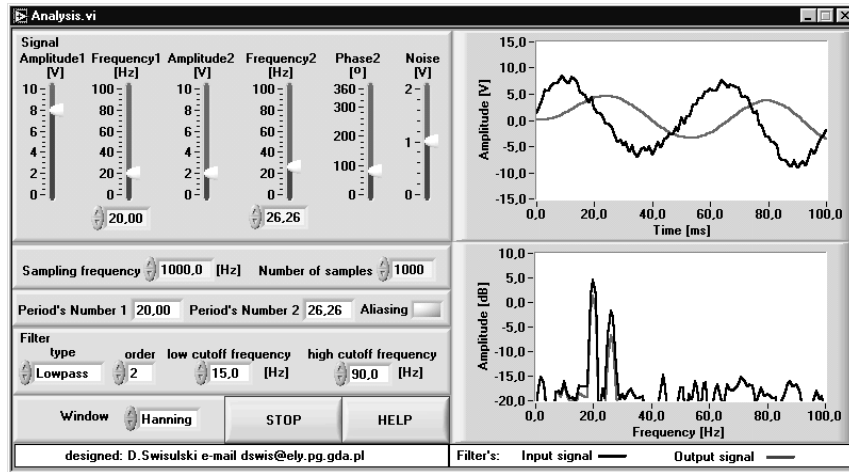 Analysis.vi
Signal
Amplitude1 Frequency1 Amplitude2 Frequency2 Phase2 Noise
[V] [Hz] [V] [Hz] [º] [V]
10 100 10 100 360 2
8 80 8 80 300
6 60 6 60 200 1
4 40 4 40 100
2 20 2 20
0 0 0 0 0 0
20,00 26,26
Sampling frequency 1000,0 [Hz] Number of samples 1000
Period's Number 1 20,00 Period's Number 2 26,26 Aliasing
Filter
type order low cutoff frequency high cutoff frequency
Lowpass 2 15,0 [Hz] 90,0 [Hz]
Window Hanning STOP HELP
designed: D.Swisulski e-mail dswis@ely.pg.gda.pl
Amplitude [V]
15,0
10,0
5,0
0,0
-5,0
-10,0
-15,0
0,0 20,0 40,0 60,0 80,0 100,0
Time [ms]
Amplitude [dB]
10,0
5,0
0,0
-5,0
-10,0
-15,0
-20,0
0,0 20,0 40,0 60,0 80,0 100,0
Frequency [Hz]
Filter's: Input signal Output signal